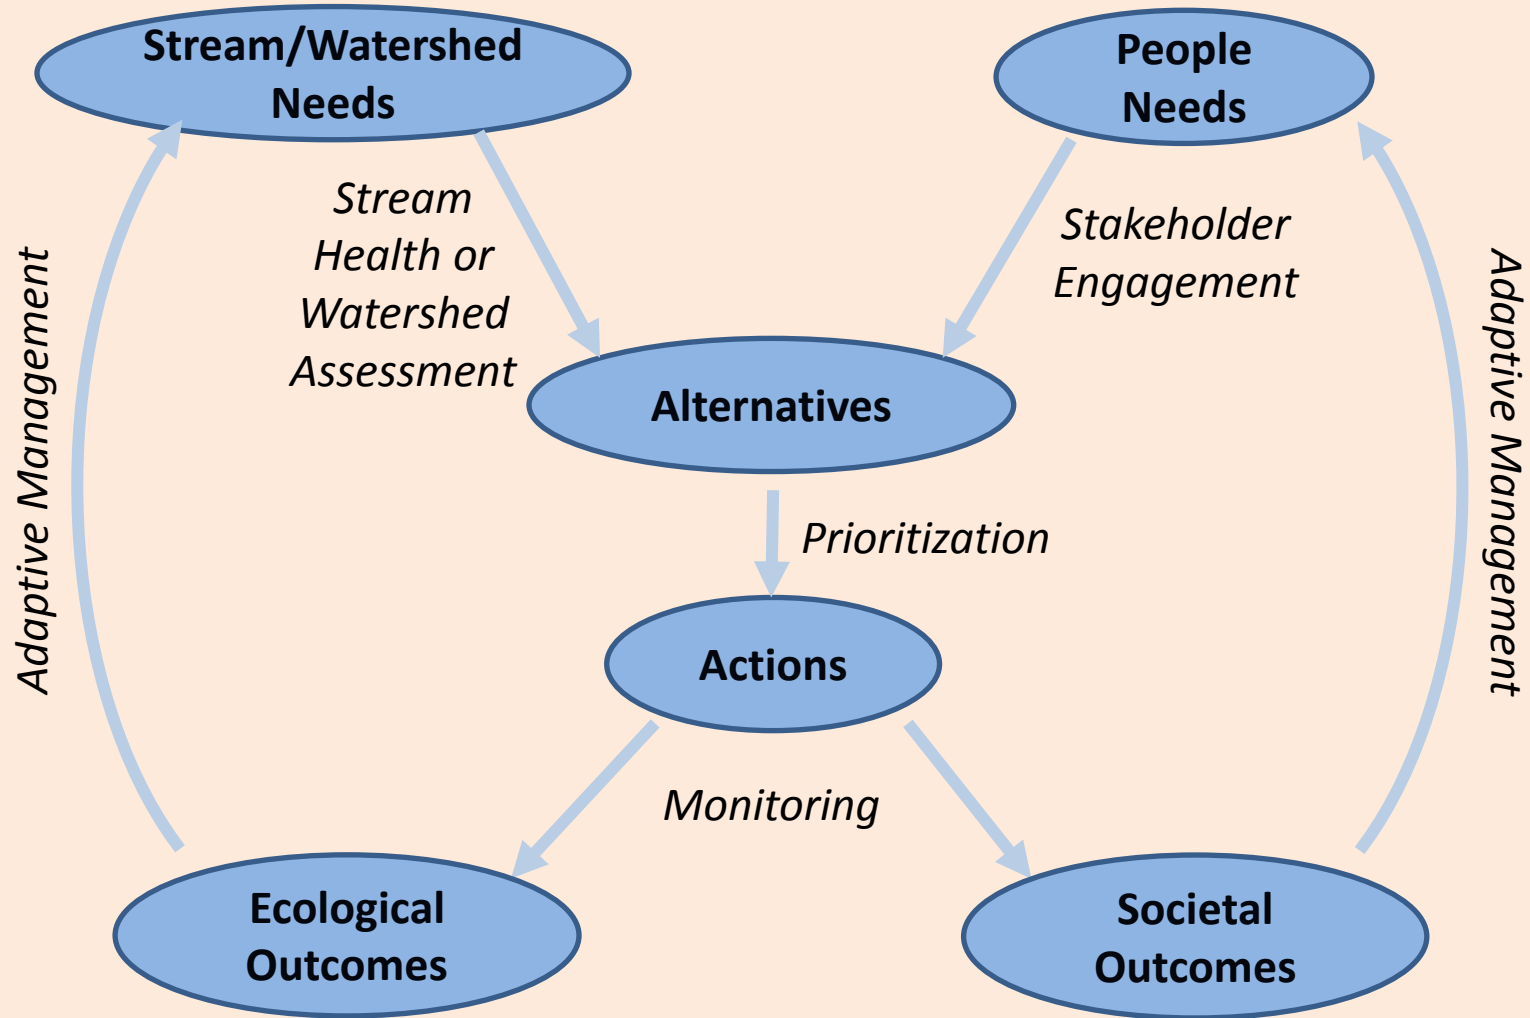 Stream/Watershed
Needs
People
Needs
Stream
Health or
Watershed
Assessment
Stakeholder
Engagement
Adaptive Management
Adaptive Management
Alternatives
Prioritization
Actions
Monitoring
Ecological
Outcomes
Societal
Outcomes